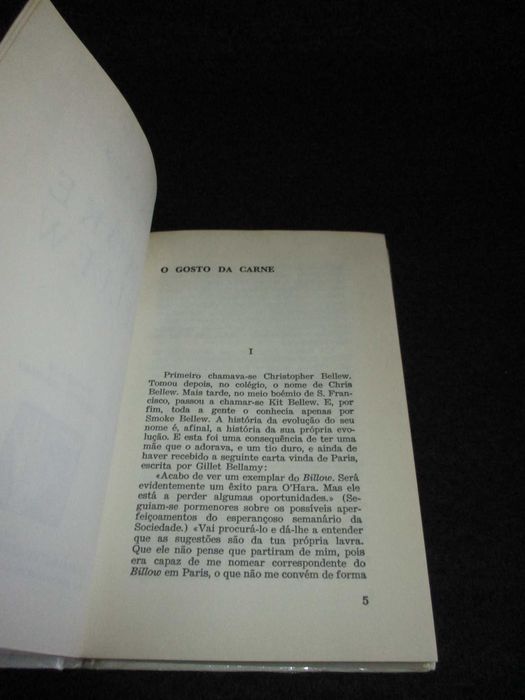 O GOSTO DA CARNE
I
Primeiro chamava-se Christopher Bellew.
Tomou depois, no colégio, o nome de Chris
Bellew. Mais tarde, no meio boémio de S. Fran-
cisco, passou a chamar-se Kit Bellew. E, por
fim, toda a gente o conhecia apenas por
Smoke Bellew. A história da evolução do seu
nome é, afinal, a história da sua própria evo-
lução. E esta foi uma consequência de ter uma
mãe que o adorava, e um tio duro, e ainda de
haver recebido a seguinte carta vinda de Paris,
escrita por Gillet Bellamy:
«Acabo de ver um exemplar do Billow. Será
evidentemente um êxito para O'Hara. Mas ele
está a perder algumas oportunidades.» (Se-
guiam-se pormenores sobre os possíveis aper-
feiçoamentos do esperançoso semanário da
Sociedade.) «Vai procurá-lo e dá-lhe a entender
que as sugestões são da tua própria lavra.
Que ele não pense que partiram de mim, pois
era capaz de me nomear correspondente do
Billow em Paris, o que não me convém de forma
5